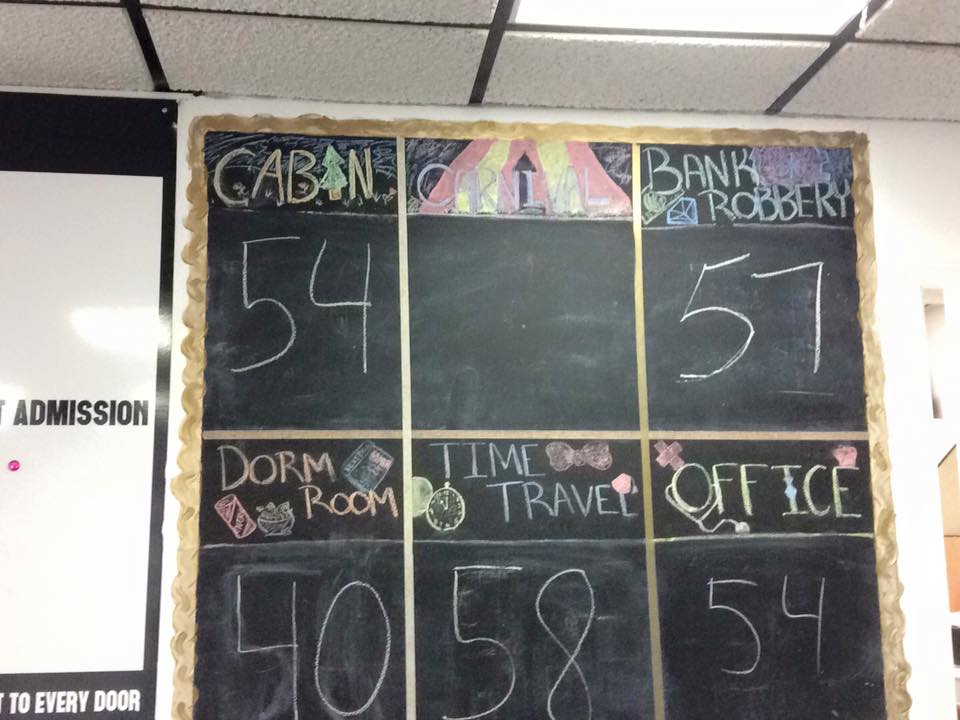 CABIN
CARNIVAL
BANK
ROBBERY
54
57
T ADMISSION
DORM
ROOM
TIME
TRAVEL
OFFICE
40
58
54
T TO EVERY DOOR